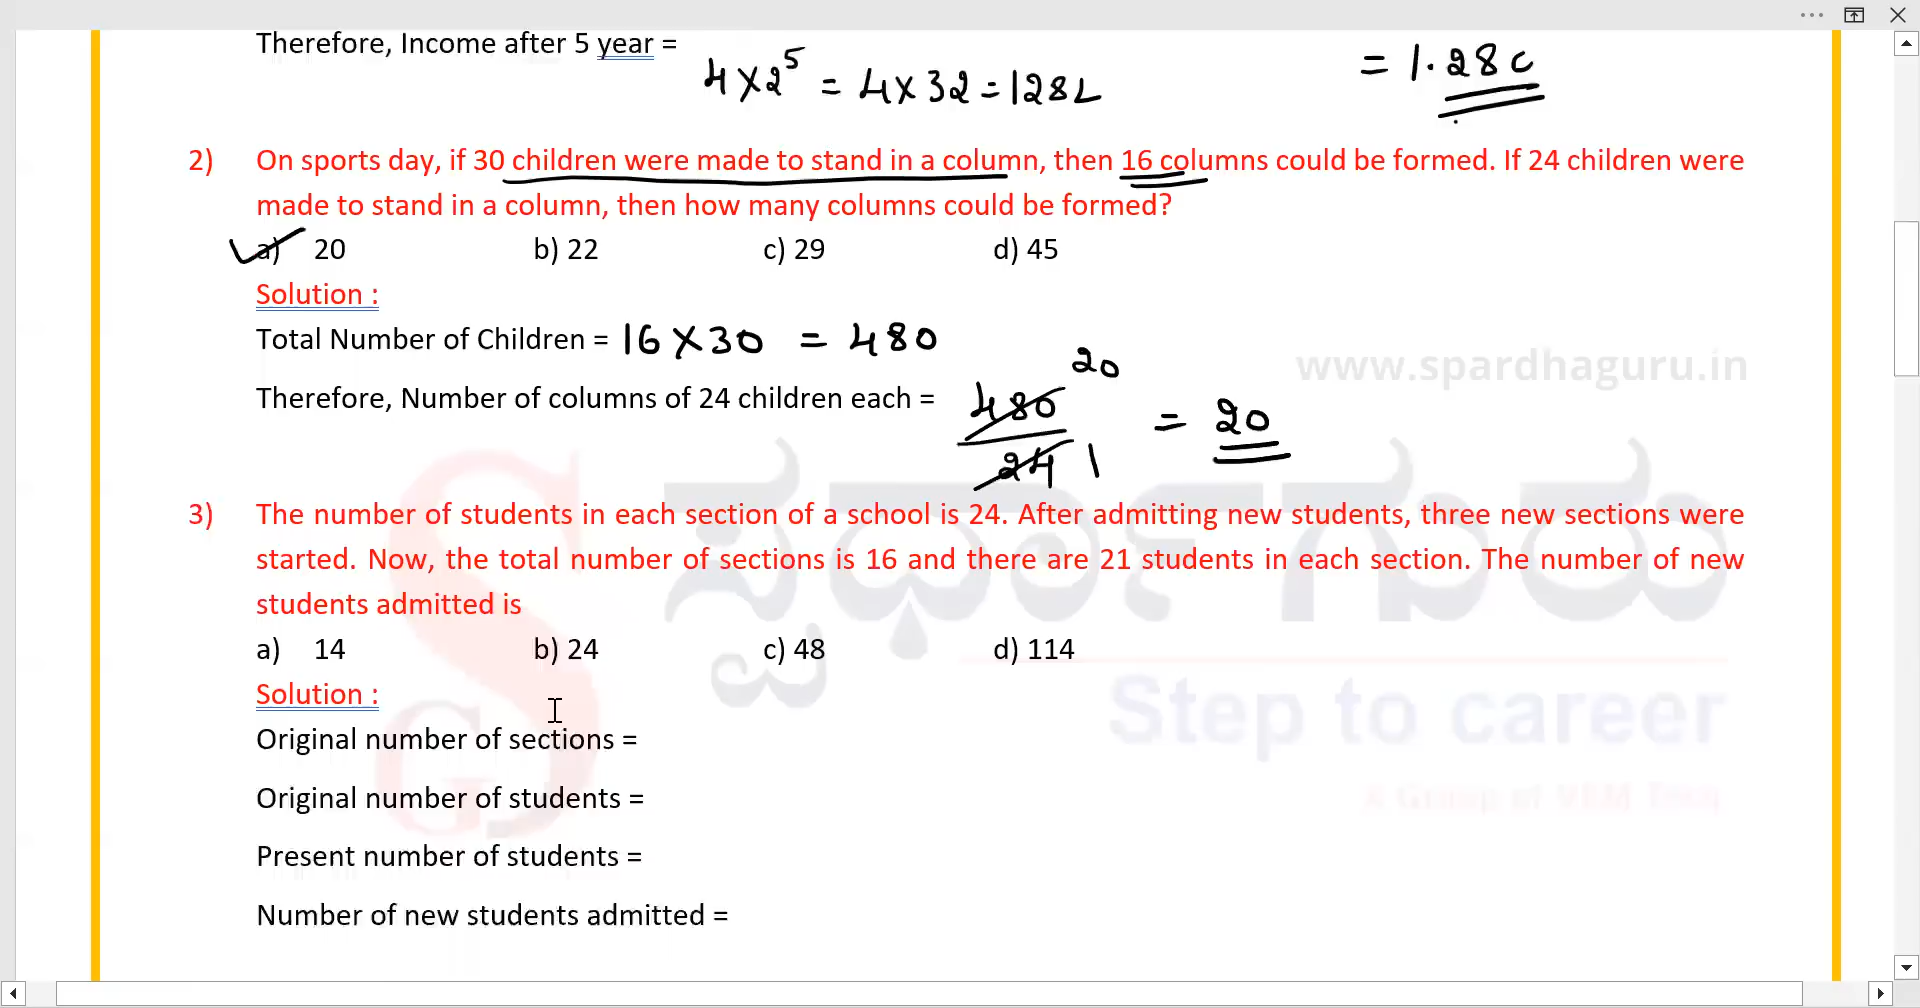 Therefore, Income after 5 year =
4 × 2⁵ = 4 × 32 = 128L
= 1.28 C
2) On sports day, if 30 children were made to stand in a column, then 16 columns could be formed. If 24 children were
made to stand in a column, then how many columns could be formed?
a) 20 b) 22 c) 29 d) 45
Solution :
Total Number of Children = 16 × 30 = 480
www.spardhaguru.in
Therefore, Number of columns of 24 children each = 480 20
24 1
= 20
3) The number of students in each section of a school is 24. After admitting new students, three new sections were
started. Now, the total number of sections is 16 and there are 21 students in each section. The number of new
students admitted is
a) 14 b) 24 c) 48 d) 114
Solution :
Original number of sections =
Original number of students =
Present number of students =
Number of new students admitted =
ಸ್ಪರ್ಧಾಗುರು
Step to career